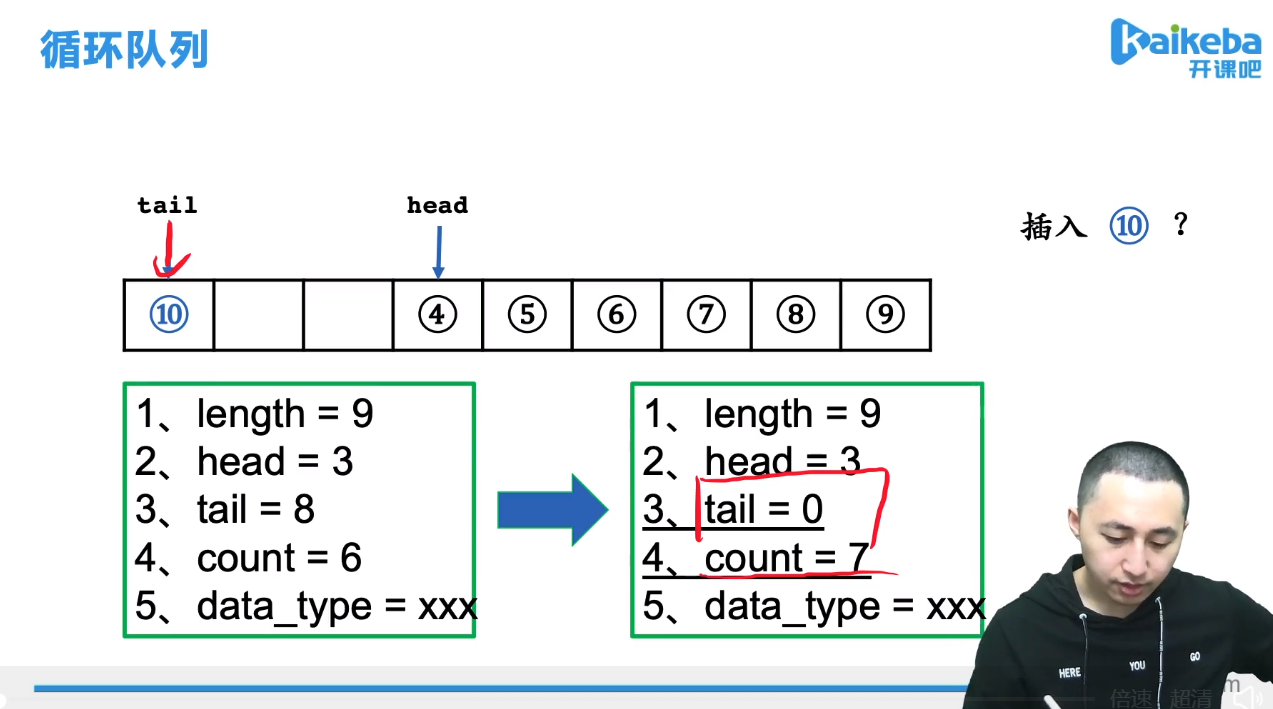 循环队列
kaikeba
开课吧
tail head
插入 ⑩ ？
⑩ ④ ⑤ ⑥ ⑦ ⑧ ⑨
1、length = 9
2、head = 3
3、tail = 8
4、count = 6
5、data_type = xxx
1、length = 9
2、head = 3
3、tail = 0
4、count = 7
5、data_type = xxx
HERE YOU GO
倍速 超清
m